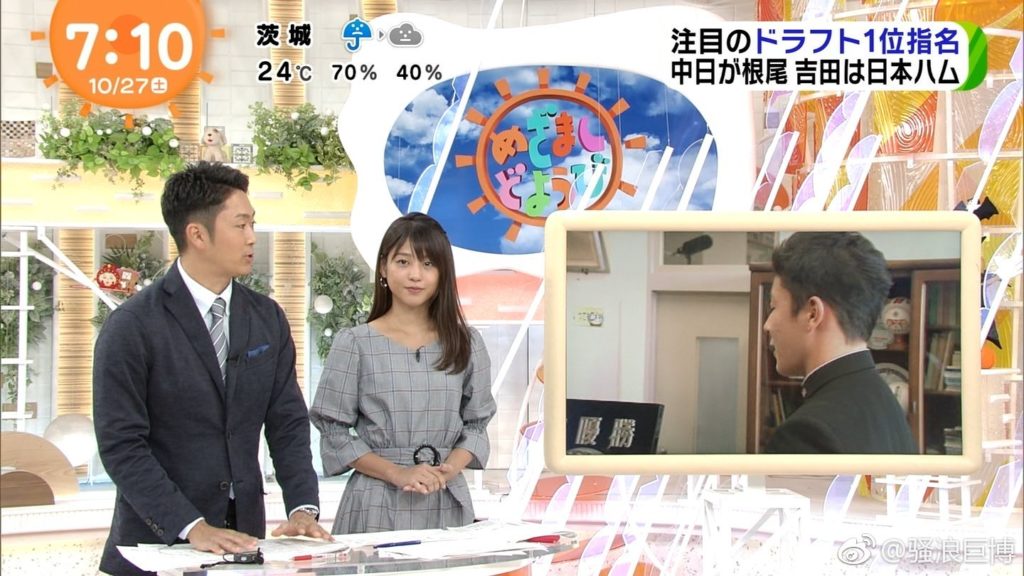 7:10
10/27土
茨城
24℃ 70% 40%
注目のドラフト1位指名
中日が根尾 吉田は日本ハム
めざまし
どようび
優勝
@骚浪巨博